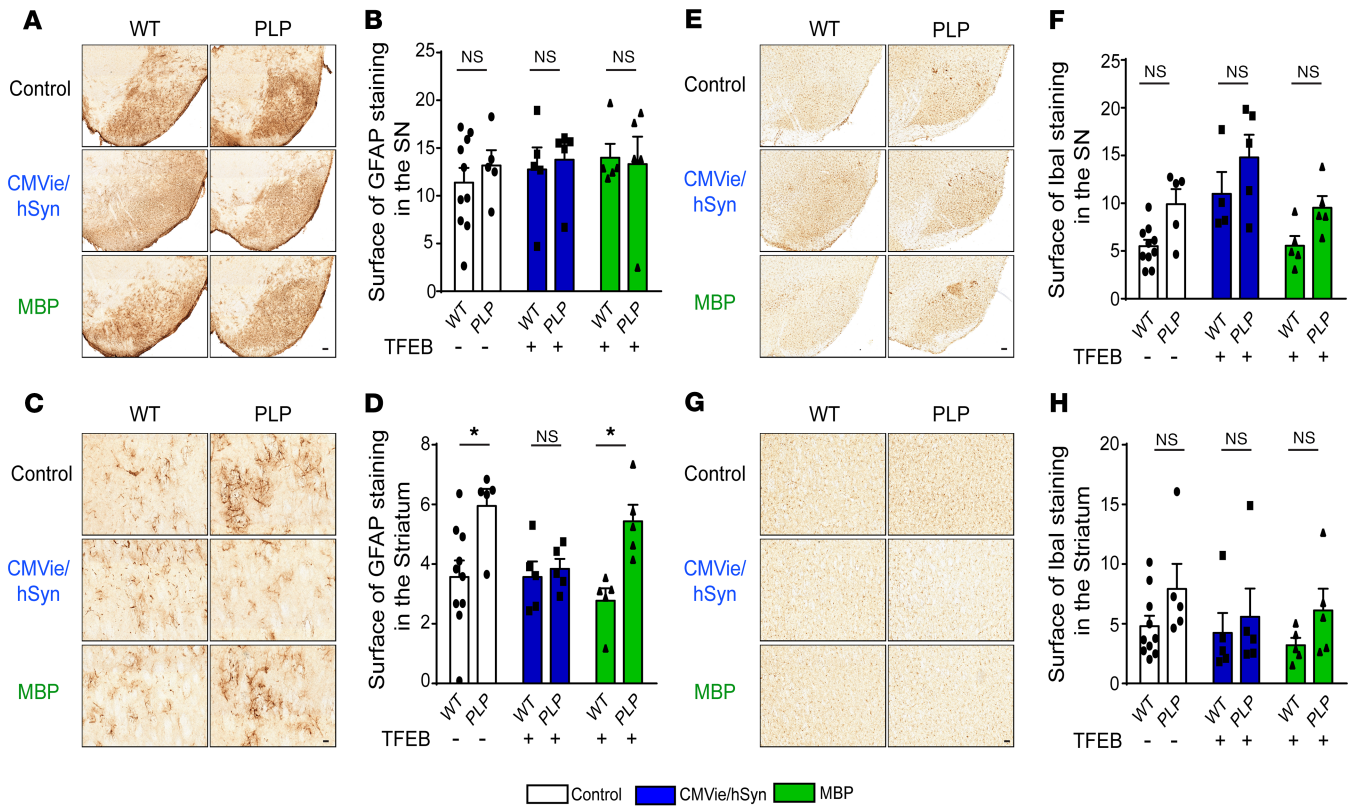 A
WT
PLP
Control
CMVie/
hSyn
MBP
B
Surface of GFAP staining
in the SN
25
20
15
10
5
0
NS
NS
NS
WT
PLP
WT
PLP
WT
PLP
TFEB
-
-
+
+
+
+
E
WT
PLP
Control
CMVie/
hSyn
MBP
F
Surface of Ibal staining
in the SN
25
20
15
10
5
0
NS
NS
NS
WT
PLP
WT
PLP
WT
PLP
TFEB
-
-
+
+
+
+
C
WT
PLP
Control
CMVie/
hSyn
MBP
D
Surface of GFAP staining
in the Striatum
8
6
4
2
0
*
NS
*
WT
PLP
WT
PLP
WT
PLP
TFEB
-
-
+
+
+
+
G
WT
PLP
Control
CMVie/
hSyn
MBP
H
Surface of Ibal staining
in the Striatum
20
15
10
5
0
NS
NS
NS
WT
PLP
WT
PLP
WT
PLP
TFEB
-
-
+
+
+
+
Control
CMVie/hSyn
MBP